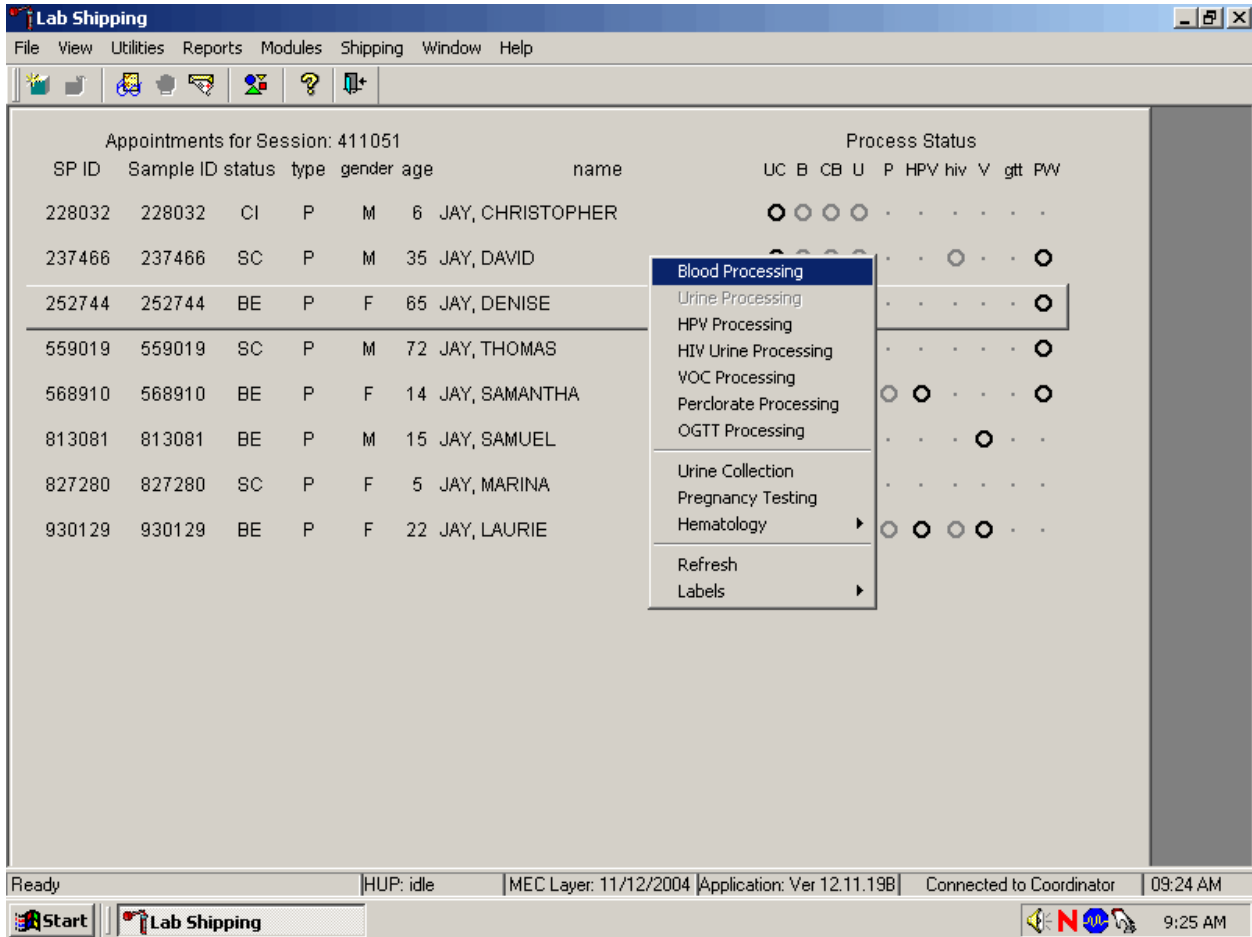 Lab Shipping
File View Utilities Reports Modules Shipping Window Help
Appointments for Session: 411051 Process Status
SP ID Sample ID status type gender age name UC B CB U P HPV hiv V gtt PW
228032 228032 CI P M 6 JAY, CHRISTOPHER
237466 237466 SC P M 35 JAY, DAVID
252744 252744 BE P F 65 JAY, DENISE
559019 559019 SC P M 72 JAY, THOMAS
568910 568910 BE P F 14 JAY, SAMANTHA
813081 813081 BE P M 15 JAY, SAMUEL
827280 827280 SC P F 5 JAY, MARINA
930129 930129 BE P F 22 JAY, LAURIE
Blood Processing
Urine Processing
HPV Processing
HIV Urine Processing
VOC Processing
Perclorate Processing
OGTT Processing
Urine Collection
Pregnancy Testing
Hematology
Refresh
Labels
Ready HUP: idle MEC Layer: 11/12/2004 Application: Ver 12.11.19B Connected to Coordinator 09:24 AM
Start Lab Shipping N 9:25 AM